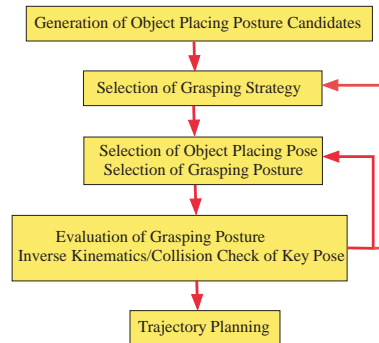 Generation of Object Placing Posture Candidates
Selection of Grasping Strategy
Selection of Object Placing Pose
Selection of Grasping Posture
Evaluation of Grasping Posture
Inverse Kinematics/Collision Check of Key Pose
Trajectory Planning